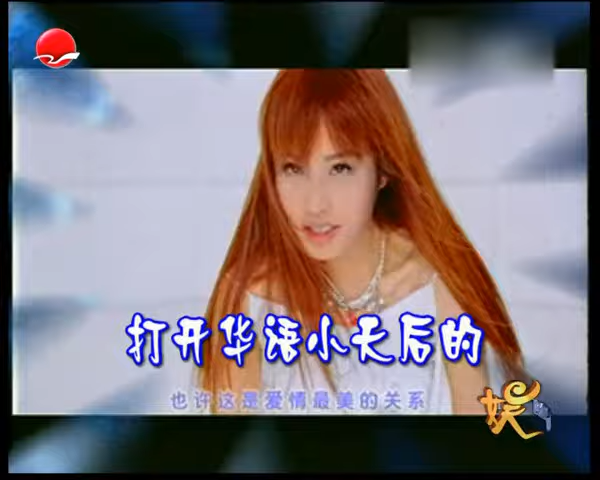 打开华语小天后的
也许这是爱情最美的关系
娱